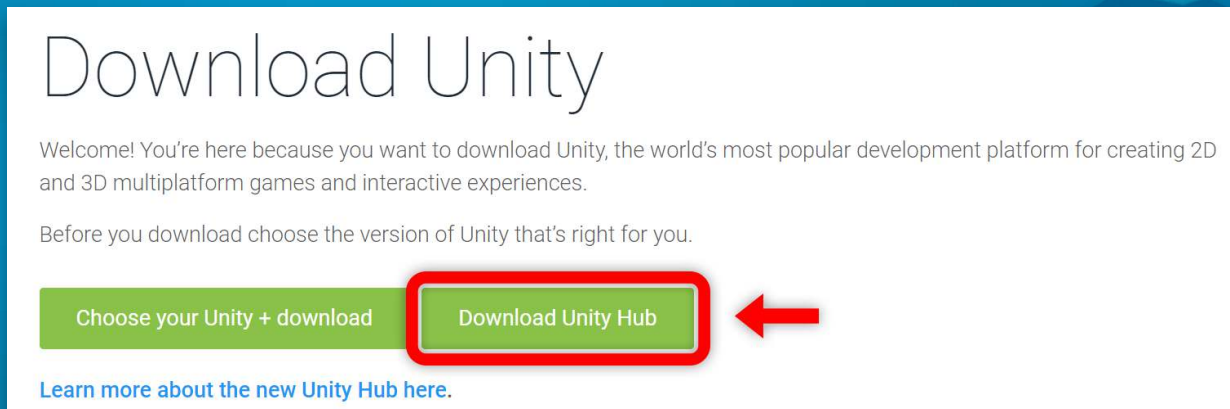 Download Unity
Welcome! You’re here because you want to download Unity, the world’s most popular development platform for creating 2D
and 3D multiplatform games and interactive experiences.
Before you download choose the version of Unity that’s right for you.
Choose your Unity + download
Download Unity Hub
Learn more about the new Unity Hub here.